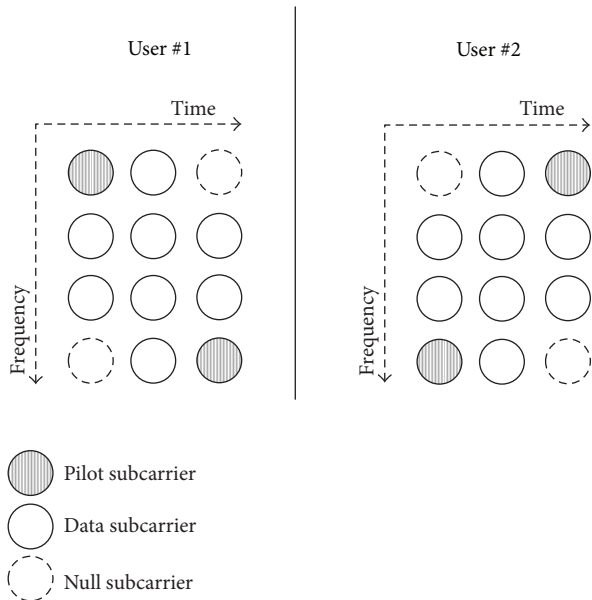 User #1
User #2
Time
Time
Frequency
Frequency
Pilot subcarrier
Data subcarrier
Null subcarrier